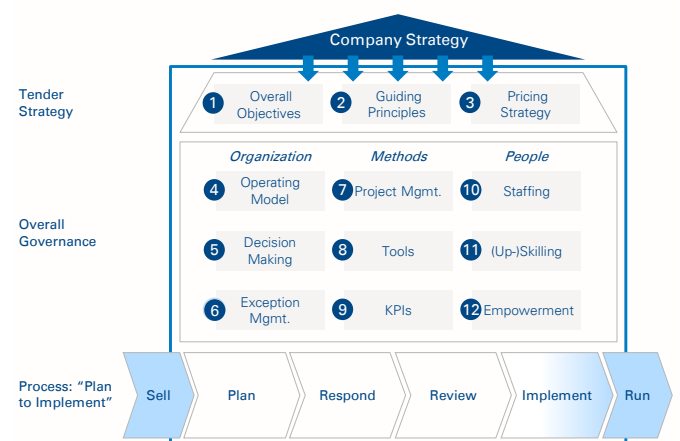 Company Strategy
Tender
Strategy
1 Overall
Objectives
2 Guiding
Principles
3 Pricing
Strategy
Organization Methods People
Overall
Governance
4 Operating
Model
7 Project Mgmt.
10 Staffing
5 Decision
Making
8 Tools
11 (Up-)Skilling
6 Exception
Mgmt.
9 KPIs
12 Empowerment
Process: “Plan
to Implement”
Sell Plan Respond Review Implement Run